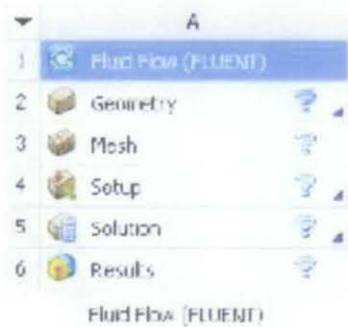 A
1 Fluid Flow (FLUENT)
2 Geometry
3 Mesh
4 Setup
5 Solution
6 Results
Fluid Flow (FLUENT)